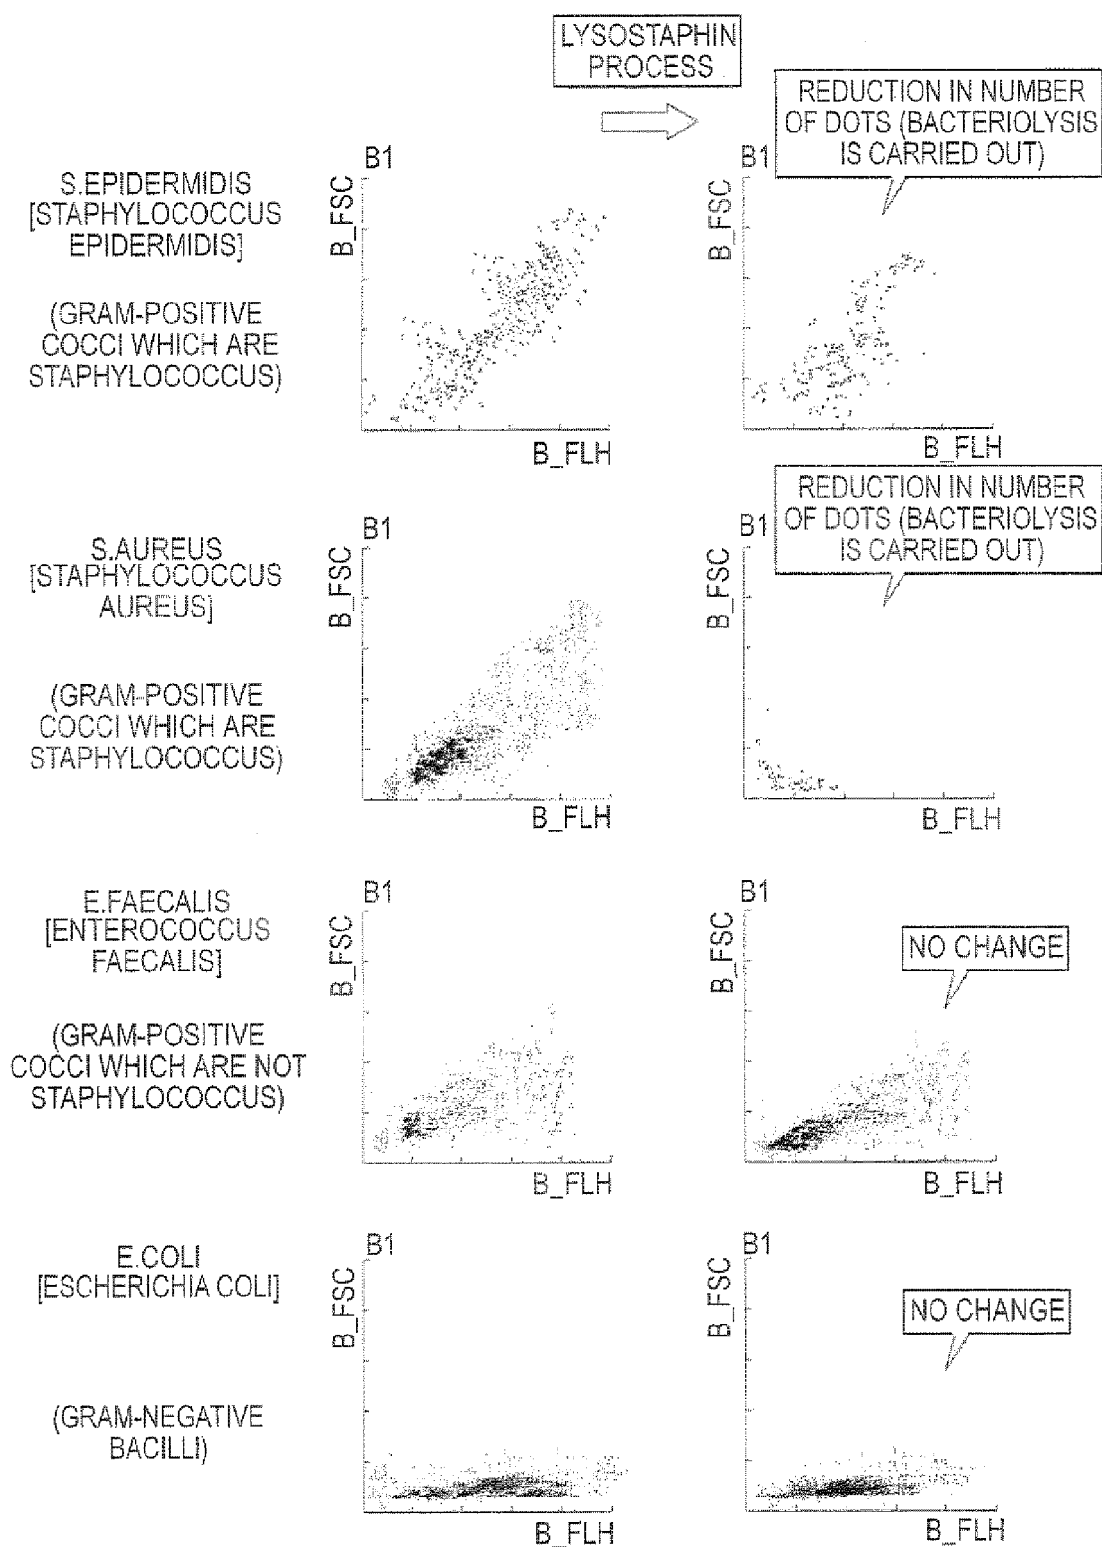 LYSOSTAPHIN
PROCESS
REDUCTION IN NUMBER
OF DOTS (BACTERIOLYSIS
IS CARRIED OUT)
S.EPIDERMIDIS
[STAPHYLOCOCCUS
EPIDERMIDIS]
(GRAM-POSITIVE
COCCI WHICH ARE
STAPHYLOCOCCUS)
B1
B_FSC
B_FLH
B1
B_FSC
B_FLH
REDUCTION IN NUMBER
OF DOTS (BACTERIOLYSIS
IS CARRIED OUT)
S.AUREUS
[STAPHYLOCOCCUS
AUREUS]
(GRAM-POSITIVE
COCCI WHICH ARE
STAPHYLOCOCCUS)
B1
B_FSC
B_FLH
B1
B_FSC
B_FLH
E.FAECALIS
[ENTEROCOCCUS
FAECALIS]
(GRAM-POSITIVE
COCCI WHICH ARE NOT
STAPHYLOCOCCUS)
B1
B_FSC
B_FLH
B1
B_FSC
NO CHANGE
B_FLH
E.COLI
[ESCHERICHIA COLI]
(GRAM-NEGATIVE
BACILLI)
B1
B_FSC
B_FLH
B1
B_FSC
NO CHANGE
B_FLH